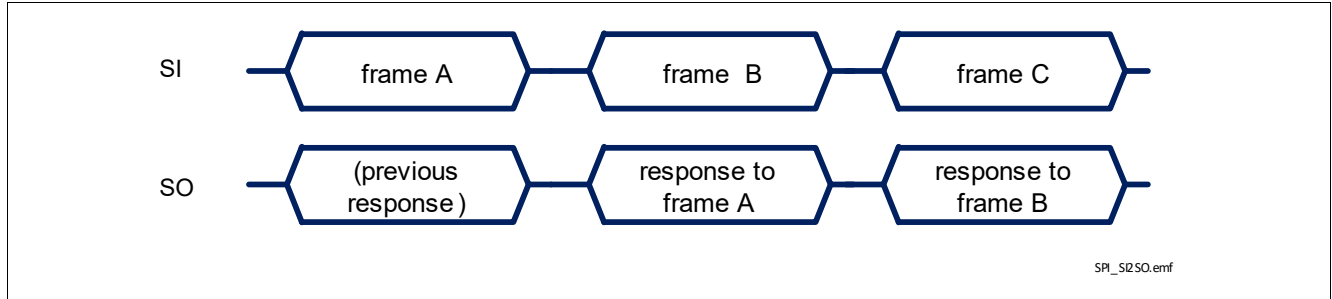 SI
frame A
frame B
frame C
SO
(previous
response)
response to
frame A
response to
frame B
SPI_SI2SO.emf